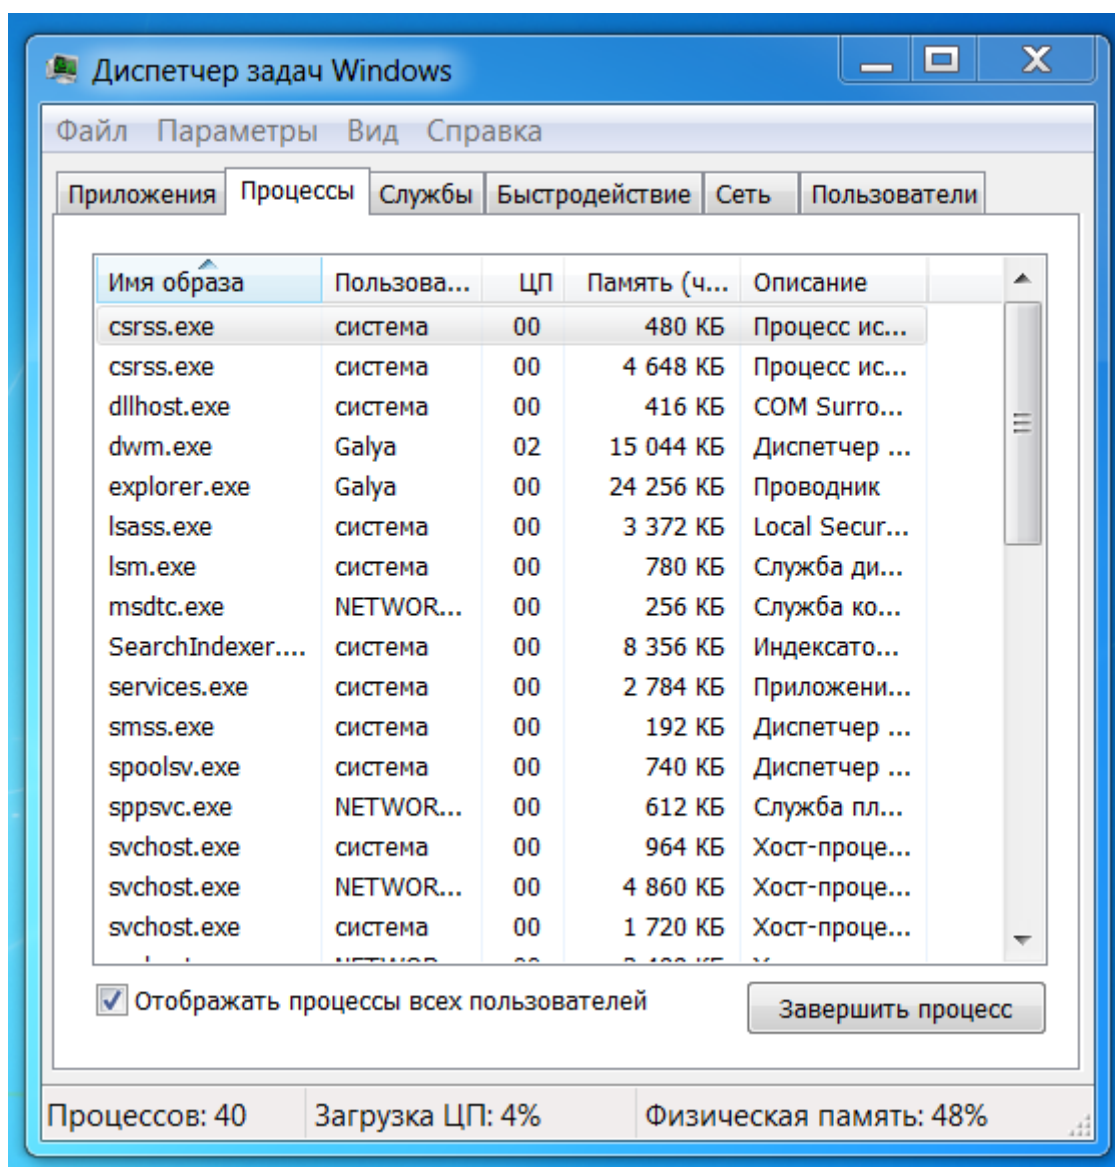 Диспетчер задач Windows
Файл Параметры Вид Справка
Приложения Процессы Службы Быстродействие Сеть Пользователи
Имя образа Пользова... ЦП Память (ч... Описание
csrss.exe система 00 480 КБ Процесс ис...
csrss.exe система 00 4 648 КБ Процесс ис...
dllhost.exe система 00 416 КБ COM Surro...
dwm.exe Galya 02 15 044 КБ Диспетчер ...
explorer.exe Galya 00 24 256 КБ Проводник
lsass.exe система 00 3 372 КБ Local Secur...
lsm.exe система 00 780 КБ Служба ди...
msdtc.exe NETWOR... 00 256 КБ Служба ко...
SearchIndexer.... система 00 8 356 КБ Индексато...
services.exe система 00 2 784 КБ Приложени...
smss.exe система 00 192 КБ Диспетчер ...
spoolsv.exe система 00 740 КБ Диспетчер ...
sppsvc.exe NETWOR... 00 612 КБ Служба пл...
svchost.exe система 00 964 КБ Хост-проце...
svchost.exe NETWOR... 00 4 860 КБ Хост-проце...
svchost.exe система 00 1 720 КБ Хост-проце...
Отображать процессы всех пользователей Завершить процесс
Процессов: 40 Загрузка ЦП: 4% Физическая память: 48%